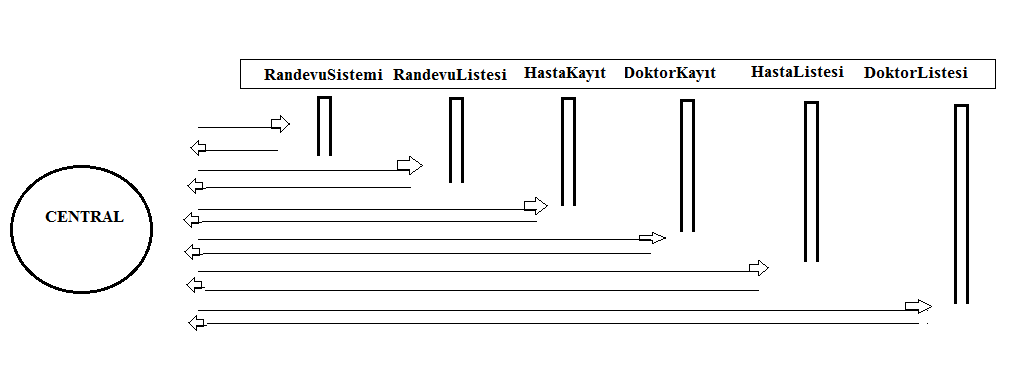 RandevuSistemi RandevuListesi HastaKayıt DoktorKayıt HastaListesi DoktorListesi
CENTRAL